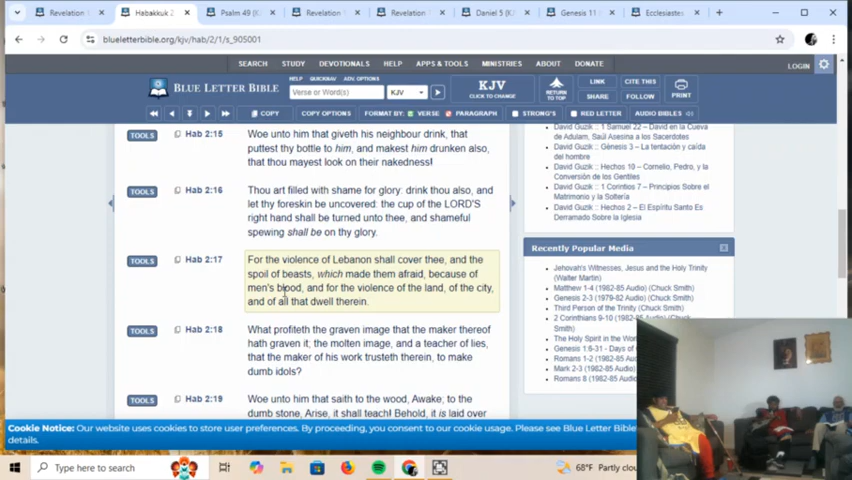 Revelation 1
Habakkuk 2
Psalm 49 (K
Revelation
Revelation 1
Daniel 5 (KJ
Genesis 11
Ecclesiastes
blueletterbible.org/kjv/hab/2/1/s_905001
SEARCH STUDY DEVOTIONALS HELP APPS & TOOLS MINISTRIES ABOUT DONATE
LOGIN
BLUE LETTER BIBLE
HELP QUICKNAV ADV. OPTIONS
Verse or Word(s) KJV
KJV
CLICK TO CHANGE
RETURN TO TOP
LINK
SHARE
CITE THIS
FOLLOW
PRINT
COPY COPY OPTIONS FORMAT BY: VERSE PARAGRAPH STRONG'S RED LETTER AUDIO BIBLES
TOOLS Hab 2:15 Woe unto him that giveth his neighbour drink, that
puttest thy bottle to him, and makest him drunken also,
that thou mayest look on their nakedness!
TOOLS Hab 2:16 Thou art filled with shame for glory: drink thou also, and
let thy foreskin be uncovered: the cup of the LORD'S
right hand shall be turned unto thee, and shameful
spewing shall be on thy glory.
TOOLS Hab 2:17 For the violence of Lebanon shall cover thee, and the
spoil of beasts, which made them afraid, because of
men's blood, and for the violence of the land, of the city,
and of all that dwell therein.
TOOLS Hab 2:18 What profiteth the graven image that the maker thereof
hath graven it; the molten image, and a teacher of lies,
that the maker of his work trusteth therein, to make
dumb idols?
TOOLS Hab 2:19 Woe unto him that saith to the wood, Awake; to the
dumb stone, Arise, it shall teach! Behold, it is laid over
David Guzik :: 1 Samuel 22 – David en la Cueva
de Adulam, Saúl Asesina a los Sacerdotes
David Guzik :: Génesis 3 – La tentación y caída
del hombre
David Guzik :: Hechos 10 – Cornelio, Pedro, y la
Conversión de los Gentiles
David Guzik :: 1 Corintios 7 – Principios Sobre el
Matrimonio y la Soltería
David Guzik :: Hechos 2 – El Espíritu Santo Es
Derramado Sobre la Iglesia
Recently Popular Media
Jehovah's Witnesses, Jesus and the Holy Trinity
(Walter Martin)
Matthew 1-4 (1982-85 Audio) (Chuck Smith)
Genesis 2-3 (1979-82 Audio) (Chuck Smith)
Third Person of the Trinity (Chuck Smith)
2 Corinthians 9-10 (1982-85 Audio) (Chuck
Smith)
The Holy Spirit in the Wor
Genesis 1:6-31 - Days of
Romans 1-2 (1982-85 Au
Mark 2-3 (1982-85 Audio)
Romans 8 (1982-85 Audio
Cookie Notice: Our website uses cookies to store user preferences. By proceeding, you consent to our cookie usage. Please see Blue Letter Bible
details.
Type here to search
68°F Partly clou